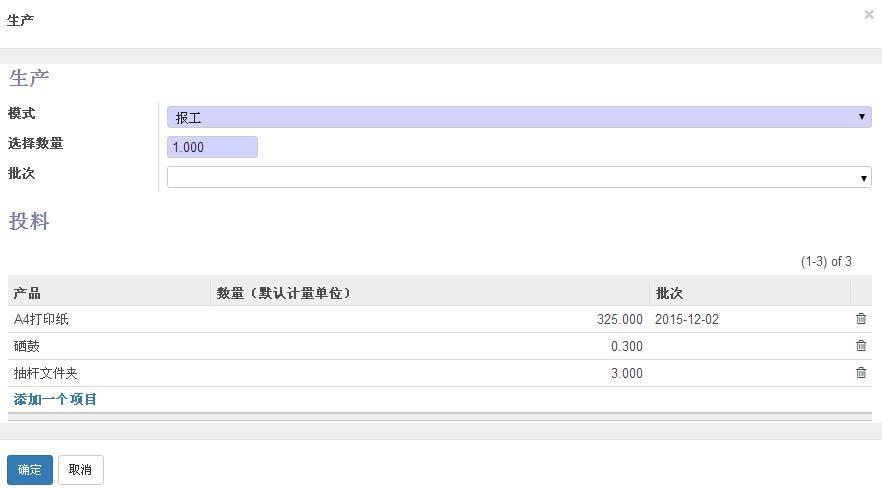 生产
×
生产
模式 报工
选择数量 1.000
批次
投料
(1-3) of 3
产品 数量（默认计量单位） 批次
A4打印纸 325.000 2015-12-02
硒鼓 0.300
抽杆文件夹 3.000
添加一个项目
确定 取消